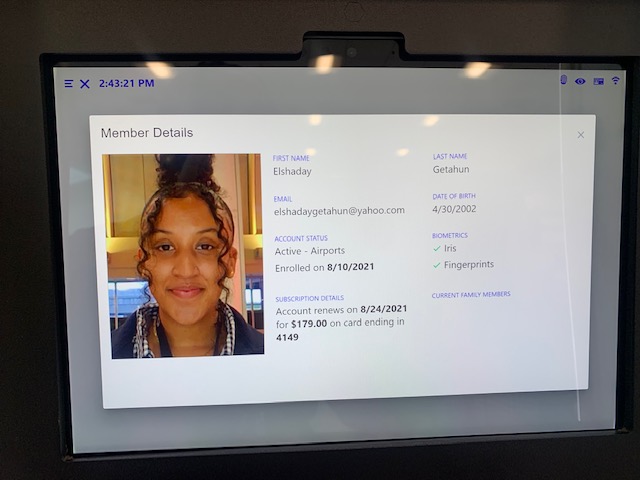 2:43:21 PM
Member Details
FIRST NAME
Elshaday
LAST NAME
Getahun
EMAIL
elshadaygetahun@yahoo.com
DATE OF BIRTH
4/30/2002
ACCOUNT STATUS
Active - Airports
Enrolled on 8/10/2021
BIOMETRICS
Iris
Fingerprints
SUBSCRIPTION DETAILS
Account renews on 8/24/2021
for $179.00 on card ending in
4149
CURRENT FAMILY MEMBERS